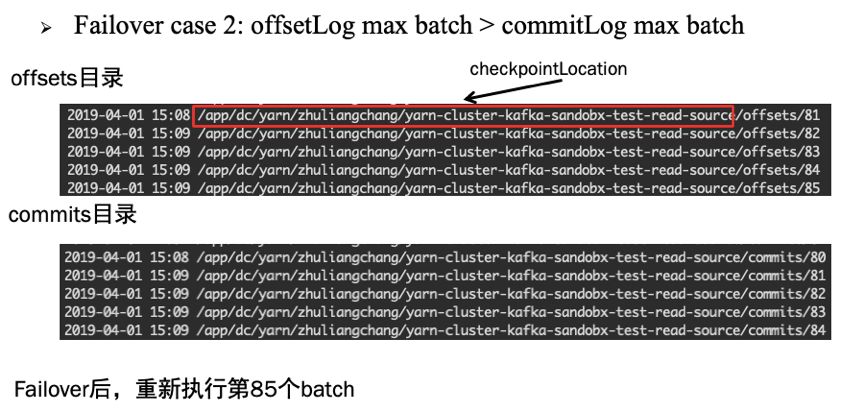 ➢ Failover case 2: offsetLog max batch > commitLog max batch
offsets目录
checkpointLocation
2019-04-01 15:08 /app/dc/yarn/zhuliangchang/yarn-cluster-kafka-sandobx-test-read-source/offsets/81
2019-04-01 15:09 /app/dc/yarn/zhuliangchang/yarn-cluster-kafka-sandobx-test-read-source/offsets/82
2019-04-01 15:09 /app/dc/yarn/zhuliangchang/yarn-cluster-kafka-sandobx-test-read-source/offsets/83
2019-04-01 15:09 /app/dc/yarn/zhuliangchang/yarn-cluster-kafka-sandobx-test-read-source/offsets/84
2019-04-01 15:09 /app/dc/yarn/zhuliangchang/yarn-cluster-kafka-sandobx-test-read-source/offsets/85
commits目录
2019-04-01 15:08 /app/dc/yarn/zhuliangchang/yarn-cluster-kafka-sandobx-test-read-source/commits/80
2019-04-01 15:09 /app/dc/yarn/zhuliangchang/yarn-cluster-kafka-sandobx-test-read-source/commits/81
2019-04-01 15:09 /app/dc/yarn/zhuliangchang/yarn-cluster-kafka-sandobx-test-read-source/commits/82
2019-04-01 15:09 /app/dc/yarn/zhuliangchang/yarn-cluster-kafka-sandobx-test-read-source/commits/83
2019-04-01 15:09 /app/dc/yarn/zhuliangchang/yarn-cluster-kafka-sandobx-test-read-source/commits/84
Failover后，重新执行第85个batch